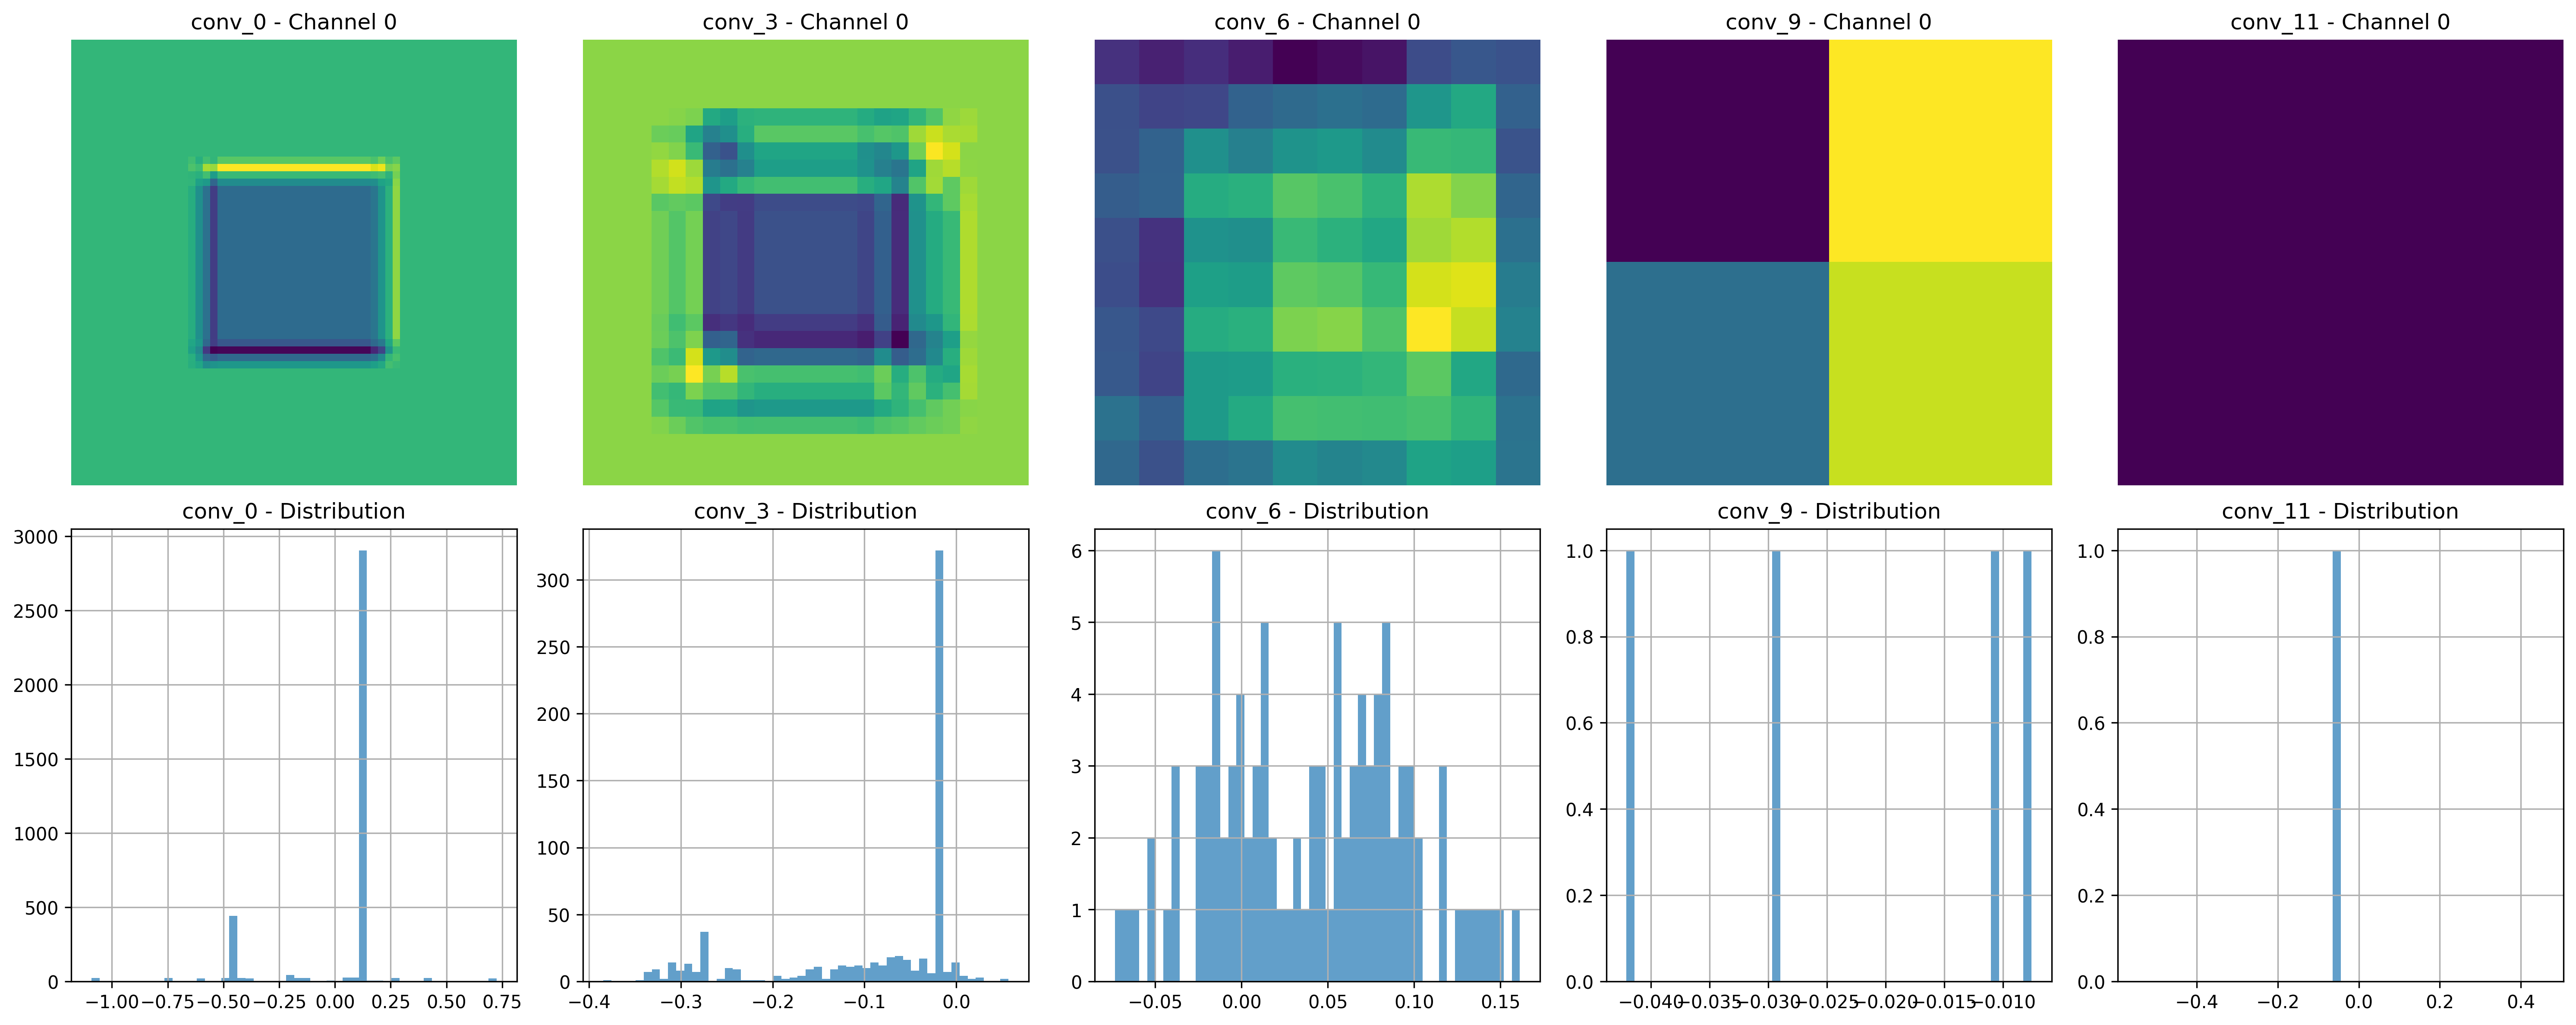 conv_0 - Channel 0
conv_3 - Channel 0
conv_6 - Channel 0
conv_9 - Channel 0
conv_11 - Channel 0
conv_0 - Distribution
3000
2500
2000
1500
1000
500
0
−1.00 −0.75 −0.50 −0.25 0.00 0.25 0.50 0.75
conv_3 - Distribution
300
250
200
150
100
50
0
−0.4 −0.3 −0.2 −0.1 0.0
conv_6 - Distribution
6
5
4
3
2
1
0
−0.05 0.00 0.05 0.10 0.15
conv_9 - Distribution
1.0
0.8
0.6
0.4
0.2
0.0
−0.040 −0.035 −0.030 −0.025 −0.020 −0.015 −0.010
conv_11 - Distribution
1.0
0.8
0.6
0.4
0.2
0.0
−0.4 −0.2 0.0 0.2 0.4